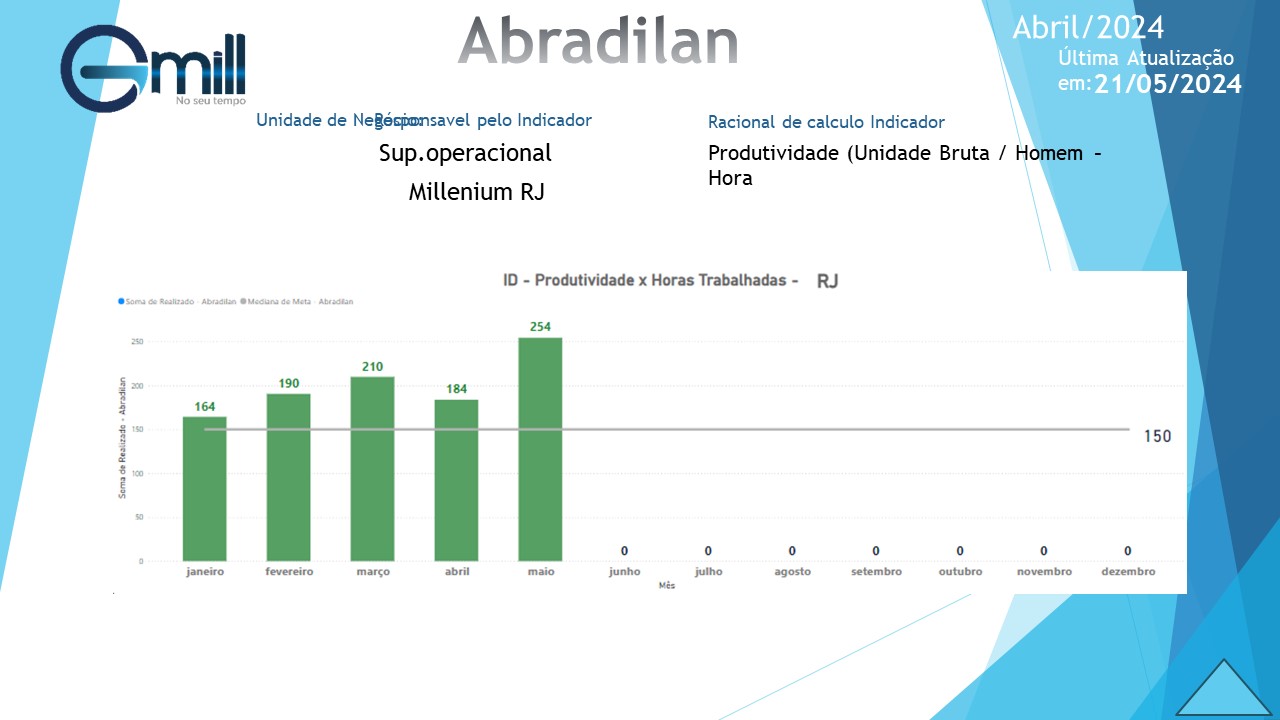 Gmill
No seu tempo
Abradilan
Abril/2024
Última Atualização
em:21/05/2024
Unidade de Negócio:
Responsavel pelo Indicador
Racional de calculo Indicador
Sup.operacional
Millenium RJ
Produtividade (Unidade Bruta / Homem –
Hora
ID - Produtividade x Horas Trabalhadas - RJ
Soma de Realizado - Abradilan Mediana de Meta - Abradilan
Soma de Realizado - Abradilan
250
200
150
100
50
0
164 190 210 184 254 0 0 0 0 0 0 0
150
janeiro fevereiro março abril maio junho julho agosto setembro outubro novembro dezembro
Mês